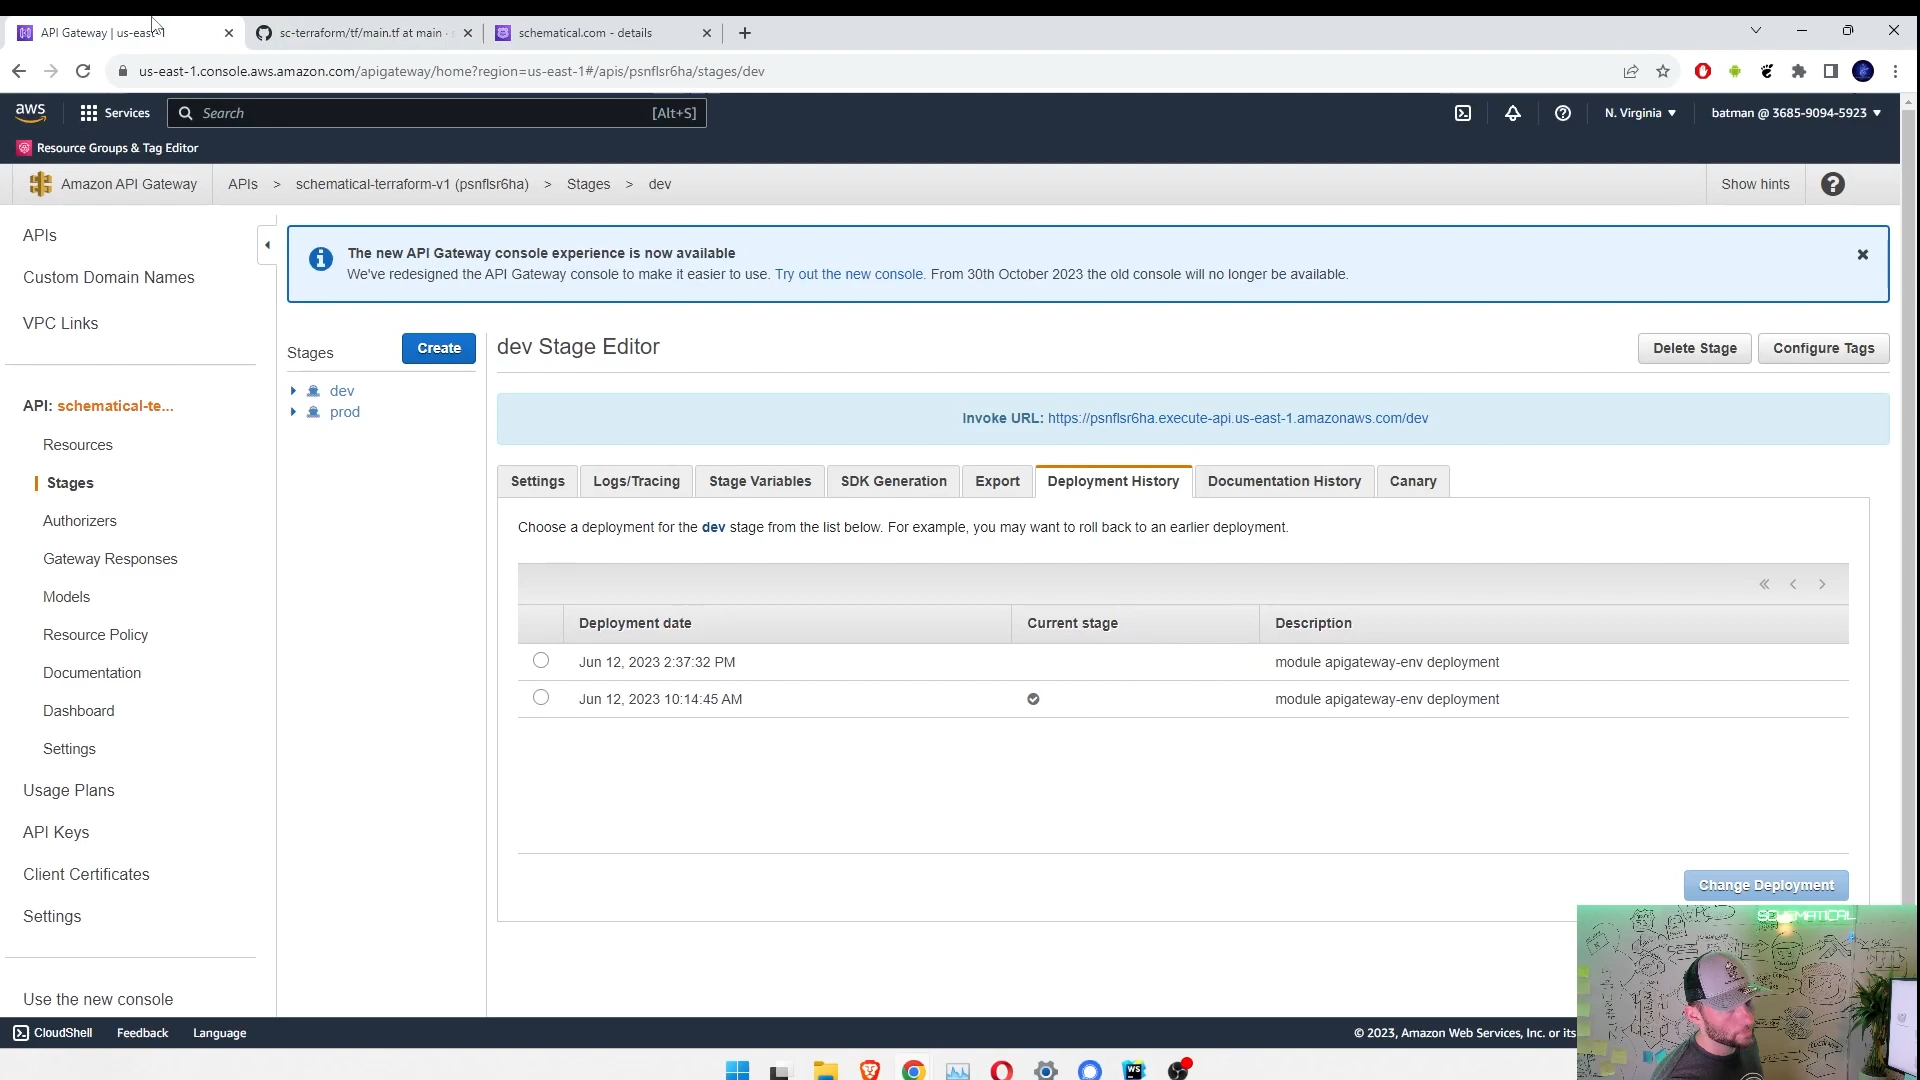 API Gateway | us-east-1
sc-terraform/tf/main.tf at main ·
schematical.com - details
us-east-1.console.aws.amazon.com/apigateway/home?region=us-east-1#/apis/psnflsr6ha/stages/dev
aws
Services
Search
[Alt+S]
N. Virginia
batman @ 3685-9094-5923
Resource Groups & Tag Editor
Amazon API Gateway
APIs > schematical-terraform-v1 (psnflsr6ha) > Stages > dev
Show hints
?
APIs
Custom Domain Names
VPC Links
API: schematical-te...
Resources
Stages
Authorizers
Gateway Responses
Models
Resource Policy
Documentation
Dashboard
Settings
Usage Plans
API Keys
Client Certificates
Settings
Use the new console
The new API Gateway console experience is now available
We've redesigned the API Gateway console to make it easier to use. Try out the new console. From 30th October 2023 the old console will no longer be available.
Stages
Create
dev
prod
dev Stage Editor
Delete Stage
Configure Tags
Invoke URL: https://psnflsr6ha.execute-api.us-east-1.amazonaws.com/dev
Settings
Logs/Tracing
Stage Variables
SDK Generation
Export
Deployment History
Documentation History
Canary
Choose a deployment for the dev stage from the list below. For example, you may want to roll back to an earlier deployment.
Deployment date
Current stage
Description
Jun 12, 2023 2:37:32 PM
module apigateway-env deployment
Jun 12, 2023 10:14:45 AM
module apigateway-env deployment
Change Deployment
SCHEMATICAL
CloudShell
Feedback
Language
© 2023, Amazon Web Services, Inc. or its
WS